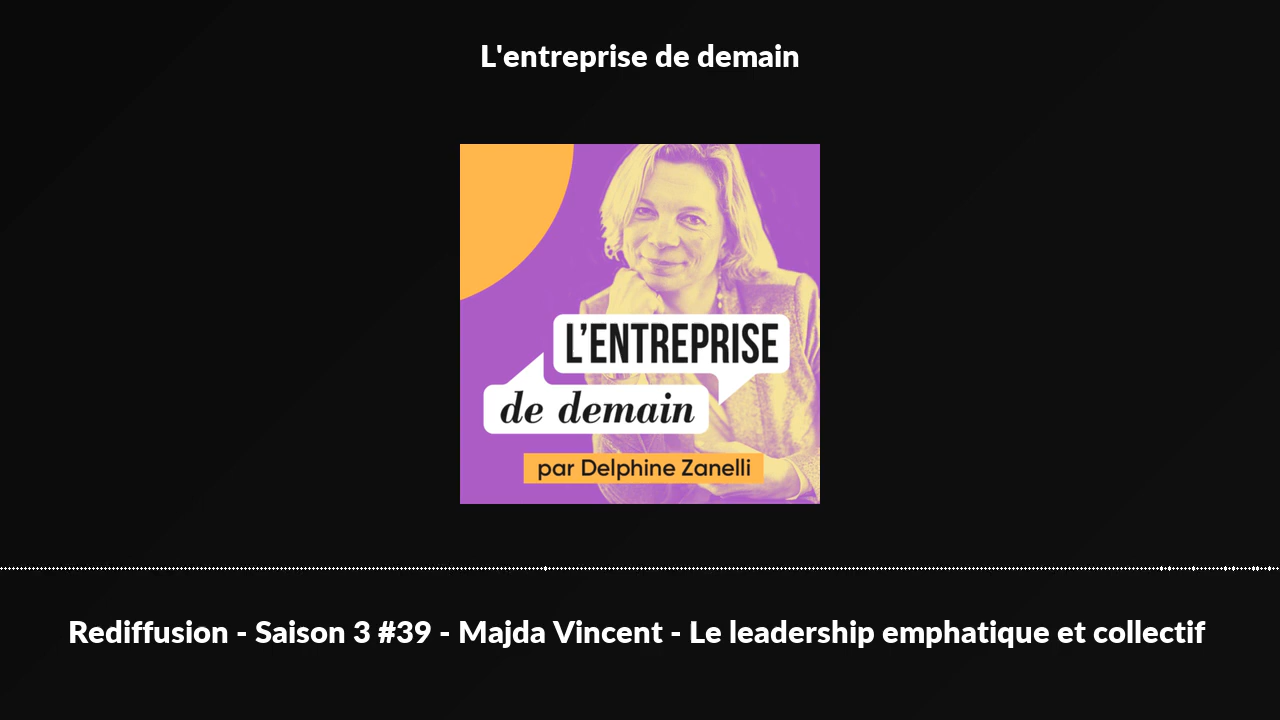 L'entreprise de demain
L'ENTREPRISE
de demain
par Delphine Zanelli
Rediffusion - Saison 3 #39 - Majda Vincent - Le leadership emphatique et collectif